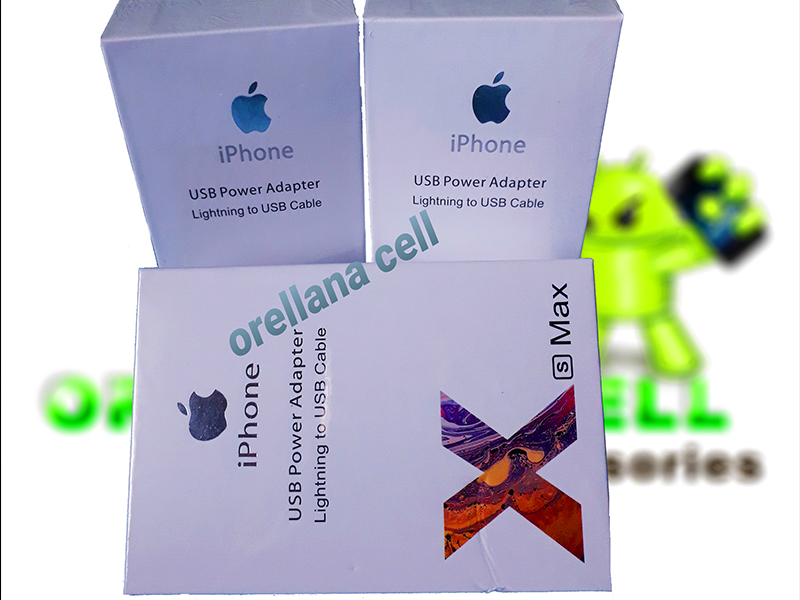 iPhone
USB Power Adapter
Lightning to USB Cable
iPhone
USB Power Adapter
Lightning to USB Cable
orellana cell
iPhone
USB Power Adapter
Lightning to USB Cable
X
S Max